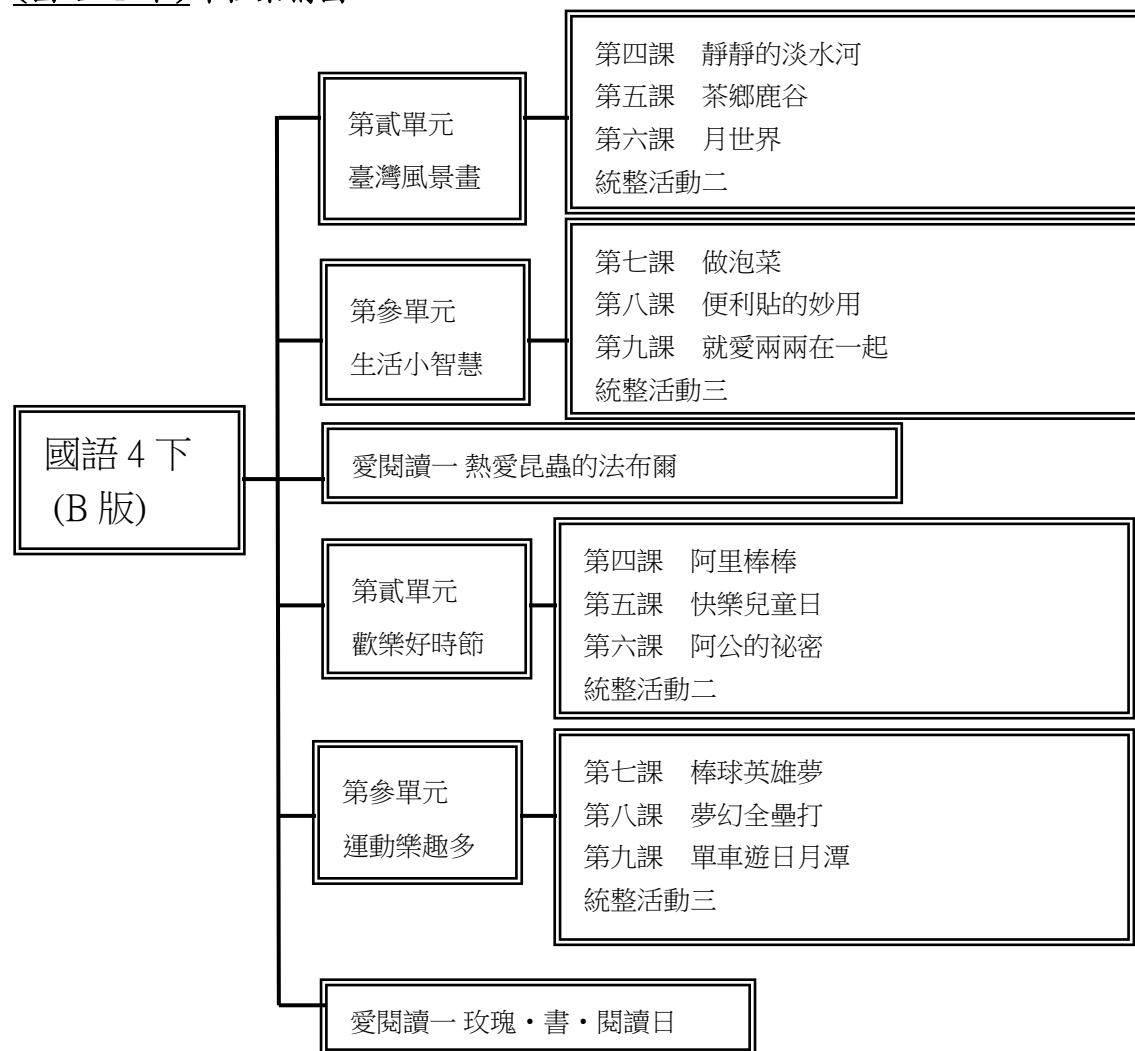 國語 4 下
(B 版)
第貳單元
臺灣風景畫
第四課 靜靜的淡水河
第五課 茶鄉鹿谷
第六課 月世界
統整活動二
第參單元
生活小智慧
第七課 做泡菜
第八課 便利貼的妙用
第九課 就愛兩兩在一起
統整活動三
愛閱讀一 熱愛昆蟲的法布爾
第貳單元
歡樂好時節
第四課 阿里棒棒
第五課 快樂兒童日
第六課 阿公的祕密
統整活動二
第參單元
運動樂趣多
第七課 棒球英雄夢
第八課 夢幻全壘打
第九課 單車遊日月潭
統整活動三
愛閱讀一 玫瑰・書・閱讀日